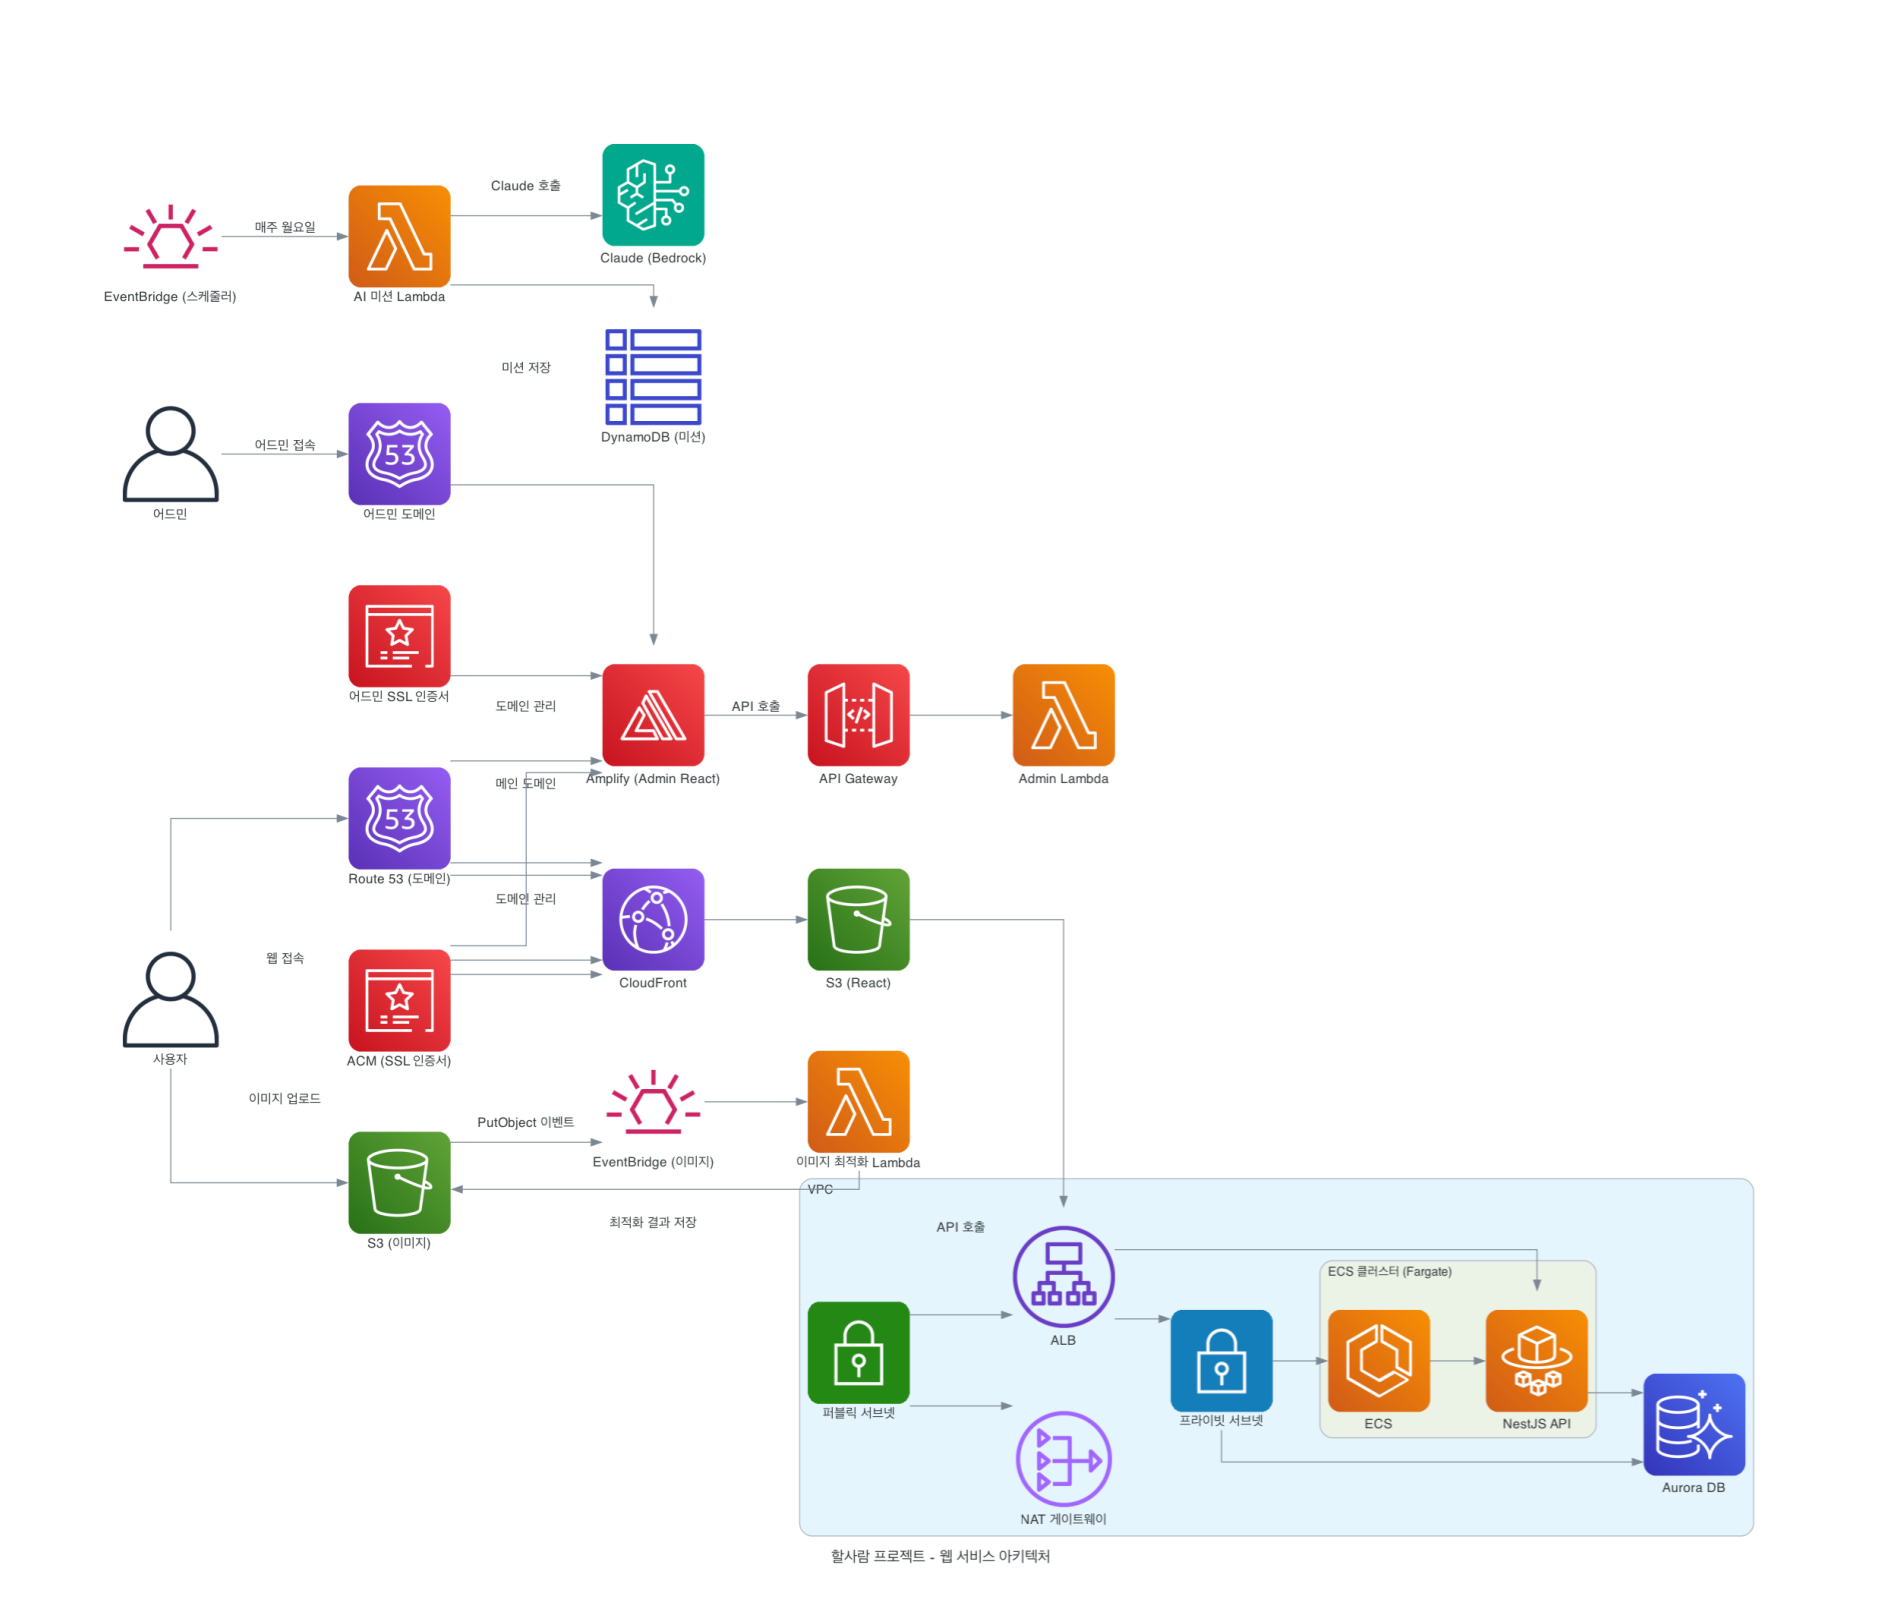 Claude 호출
매주 월요일
Claude (Bedrock)
EventBridge (스케줄러)
AI 미션 Lambda
미션 저장
DynamoDB (미션)
어드민 접속
53
어드민
어드민 도메인
어드민 SSL 인증서
도메인 관리
API 호출
메인 도메인
Amplify (Admin React)
API Gateway
Admin Lambda
53
Route 53 (도메인)
도메인 관리
웹 접속
CloudFront
S3 (React)
사용자
ACM (SSL 인증서)
이미지 업로드
PutObject 이벤트
EventBridge (이미지)
이미지 최적화 Lambda
VPC
최적화 결과 저장
S3 (이미지)
API 호출
ECS 클러스터 (Fargate)
ALB
퍼블릭 서브넷
프라이빗 서브넷
ECS
NestJS API
Aurora DB
NAT 게이트웨이
할사람 프로젝트 - 웹 서비스 아키텍처